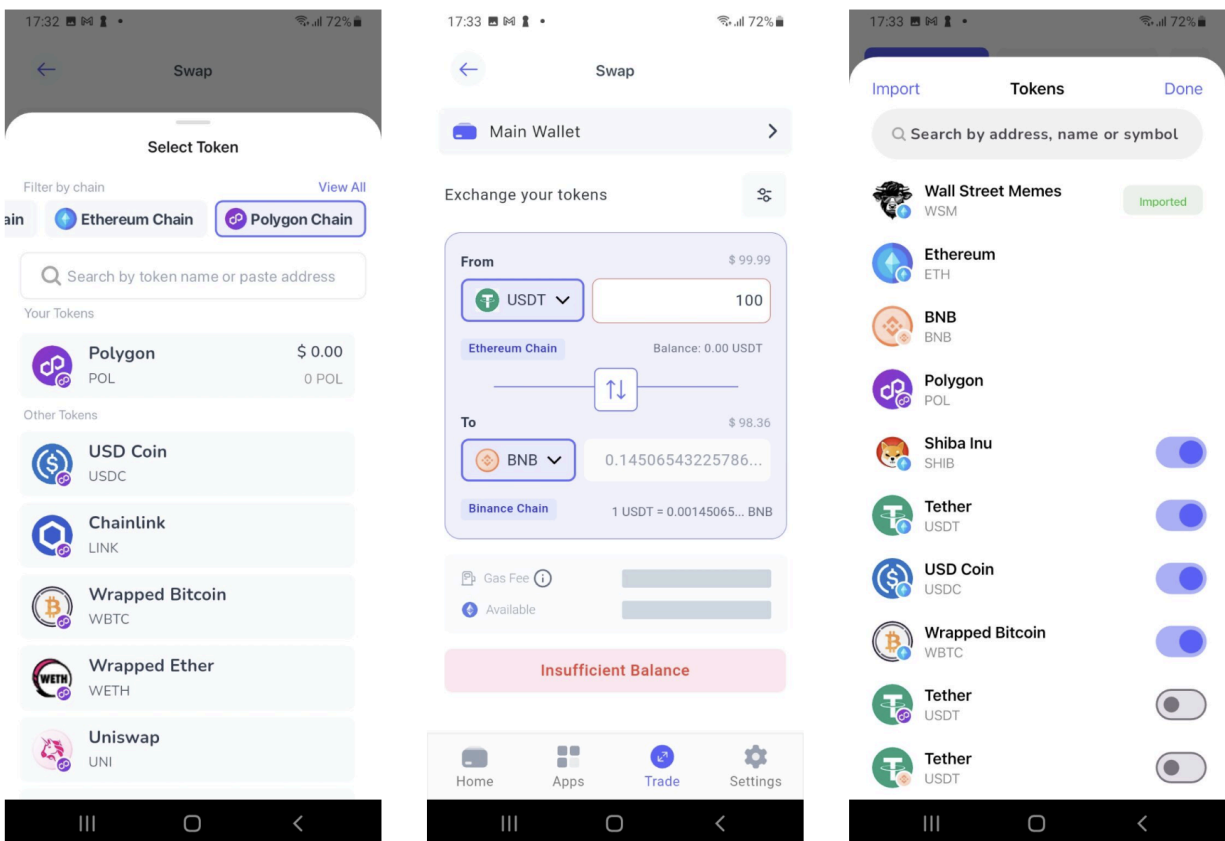 17:32
72%
Swap
Select Token
Filter by chain
View All
ain
Ethereum Chain
Polygon Chain
Search by token name or paste address
Your Tokens
Polygon
$ 0.00
POL
0 POL
Other Tokens
USD Coin
USDC
Chainlink
LINK
Wrapped Bitcoin
WBTC
WETH
Wrapped Ether
WETH
Uniswap
UNI
17:33
72%
Swap
Main Wallet
Exchange your tokens
From
$ 99.99
USDT
100
Ethereum Chain
Balance: 0.00 USDT
To
$ 98.36
BNB
0.14506543225786...
Binance Chain
1 USDT = 0.00145065... BNB
Gas Fee
Available
Insufficient Balance
Home
Apps
Trade
Settings
17:33
72%
Import
Tokens
Done
Search by address, name or symbol
Wall Street Memes
WSM
Imported
Ethereum
ETH
BNB
BNB
Polygon
POL
Shiba Inu
SHIB
Tether
USDT
USD Coin
USDC
Wrapped Bitcoin
WBTC
Tether
USDT
Tether
USDT